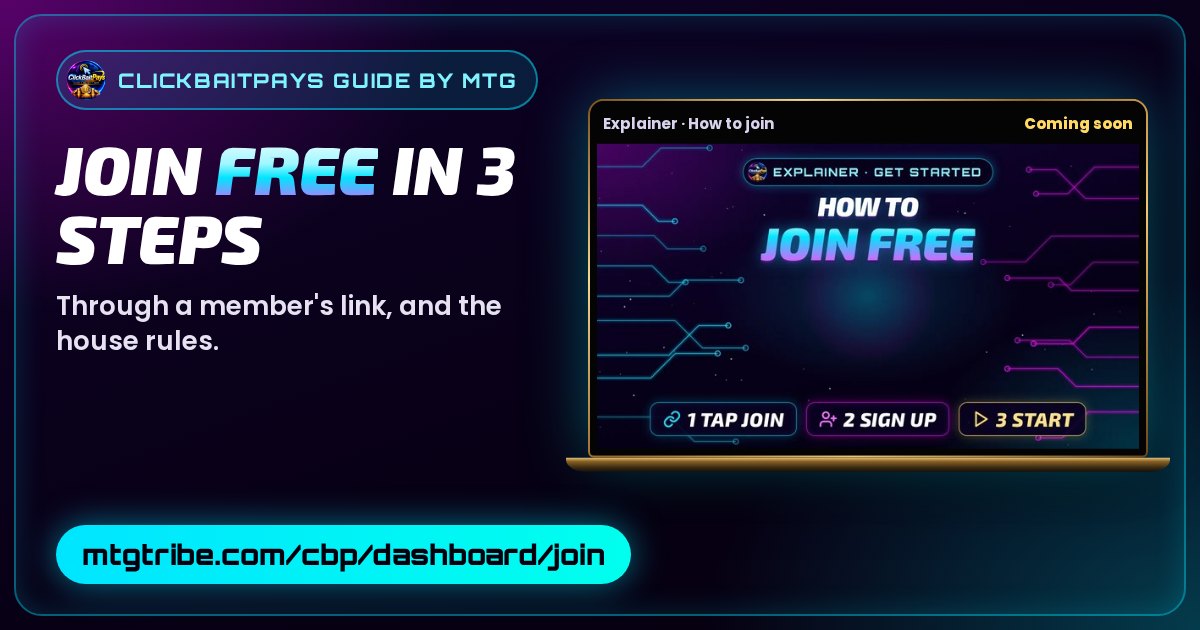 ClickBaitPays
CLICKBAITPAYS GUIDE BY MTG
JOIN FREE IN 3
STEPS
Through a member's link, and the
house rules.
Explainer · How to join
Coming soon
EXPLAINER · GET STARTED
HOW TO
JOIN FREE
1 TAP JOIN
2 SIGN UP
3 START
mtgtribe.com/cbp/dashboard/join